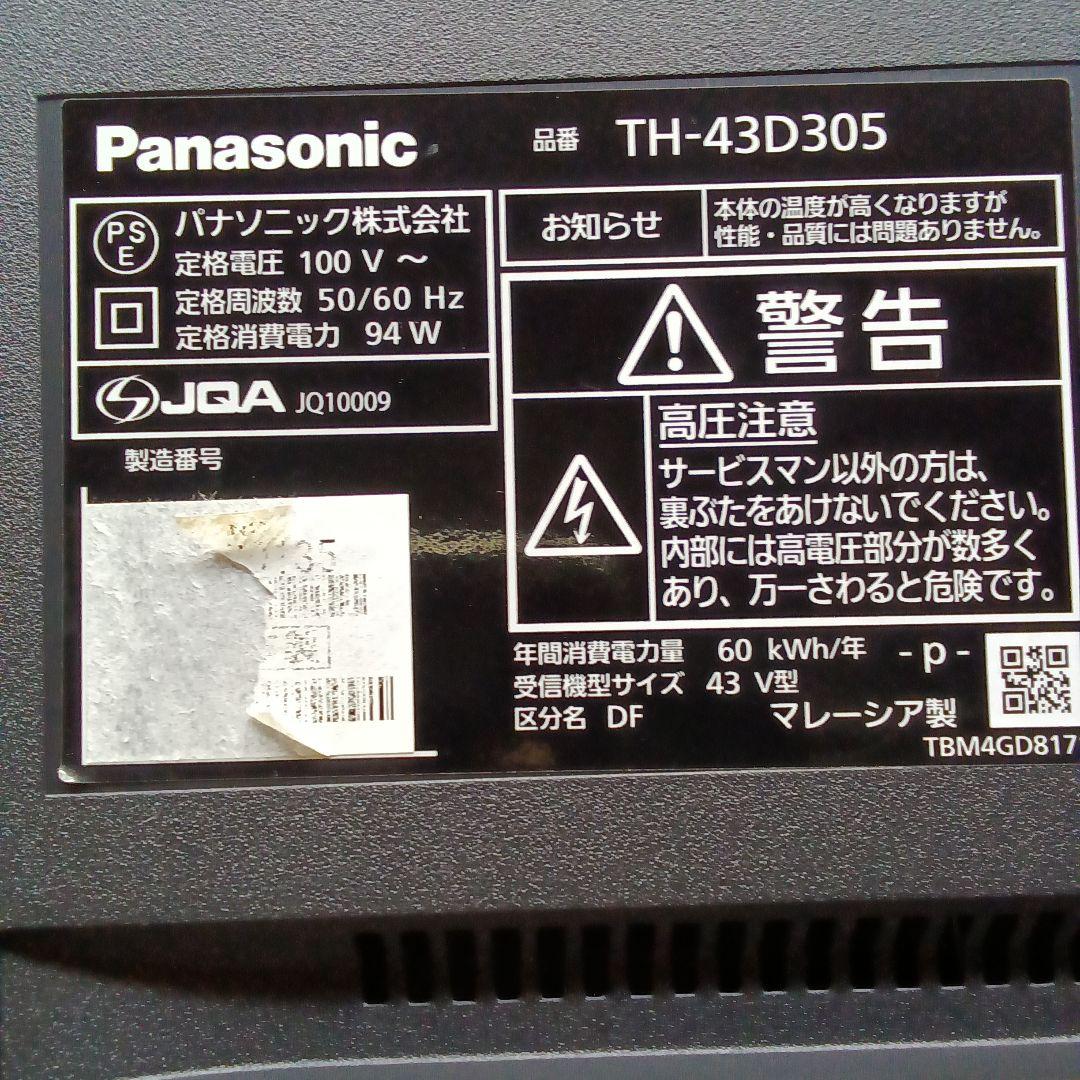 Panasonic
品番 TH-43D305
PS
E
パナソニック株式会社
定格電圧 100 V ～
定格周波数 50/60 Hz
定格消費電力 94 W
JQA JQ10009
製造番号
35
お知らせ
本体の温度が高くなりますが
性能・品質には問題ありません。
警告
高圧注意
サービスマン以外の方は、
裏ぶたをあけないでください。
内部には高電圧部分が数多く
あり、万一さわると危険です。
年間消費電力量 60 kWh/年
-p-
受信機型サイズ 43 V型
区分名 DF
マレーシア製